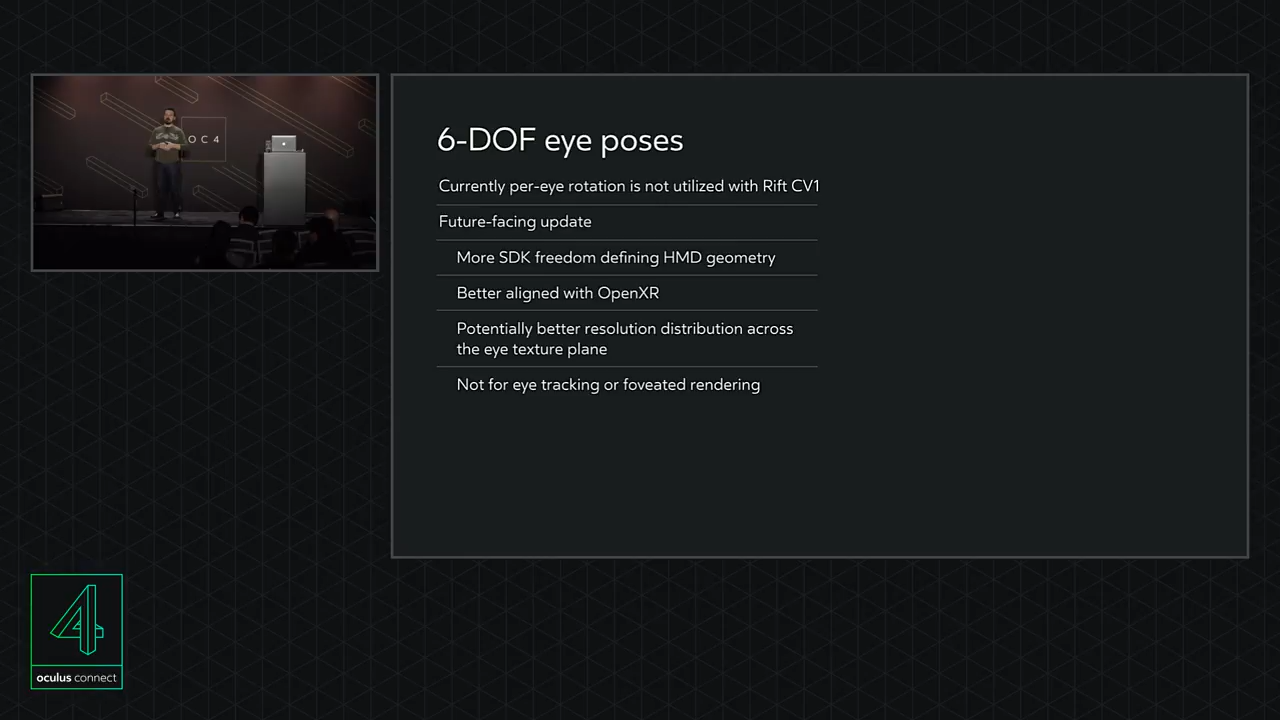 OC4
6-DOF eye poses
Currently per-eye rotation is not utilized with Rift CV1
Future-facing update
More SDK freedom defining HMD geometry
Better aligned with OpenXR
Potentially better resolution distribution across
the eye texture plane
Not for eye tracking or foveated rendering
4
oculus connect